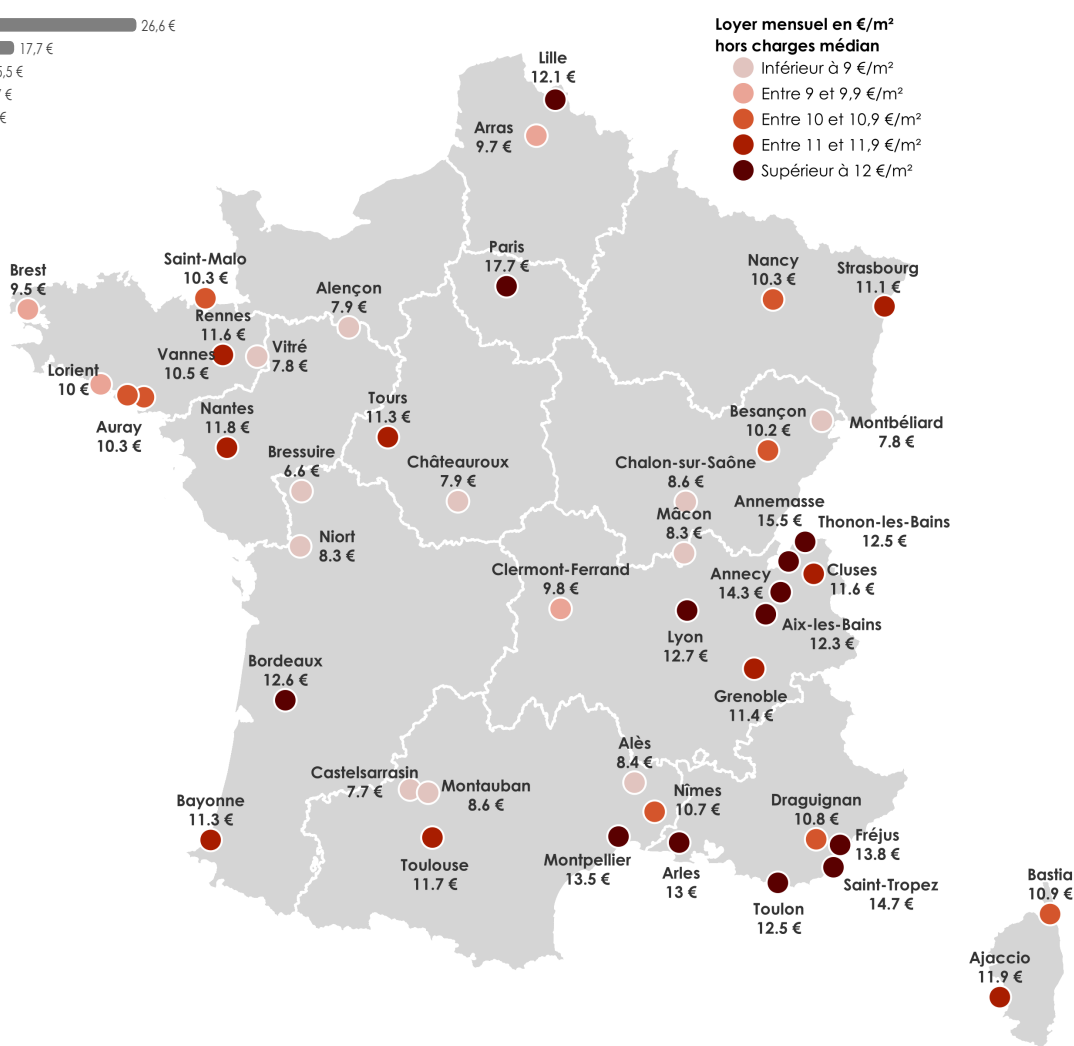 26,6 €
17,7 €
5,5 €
€
€
Loyer mensuel en €/m²
hors charges médian
Inférieur à 9 €/m²
Entre 9 et 9,9 €/m²
Entre 10 et 10,9 €/m²
Entre 11 et 11,9 €/m²
Supérieur à 12 €/m²
Lille
12.1 €
Arras
9.7 €
Paris
17.7 €
Nancy
10.3 €
Strasbourg
11.1 €
Saint-Malo
10.3 €
Brest
9.5 €
Alençon
7.9 €
Rennes
11.6 €
Vitré
7.8 €
Vannes
10.5 €
Lorient
10 €
Auray
10.3 €
Nantes
11.8 €
Tours
11.3 €
Besançon
10.2 €
Montbéliard
7.8 €
Bressuire
6.6 €
Châteauroux
7.9 €
Chalon-sur-Saône
8.6 €
Mâcon
8.3 €
Annemasse
15.5 €
Thonon-les-Bains
12.5 €
Niort
8.3 €
Clermont-Ferrand
9.8 €
Annecy
14.3 €
Cluses
11.6 €
Aix-les-Bains
12.3 €
Lyon
12.7 €
Grenoble
11.4 €
Bordeaux
12.6 €
Alès
8.4 €
Castelsarrasin
7.7 €
Montauban
8.6 €
Nîmes
10.7 €
Bayonne
11.3 €
Draguignan
10.8 €
Fréjus
13.8 €
Toulouse
11.7 €
Montpellier
13.5 €
Arles
13 €
Saint-Tropez
14.7 €
Toulon
12.5 €
Bastia
10.9 €
Ajaccio
11.9 €